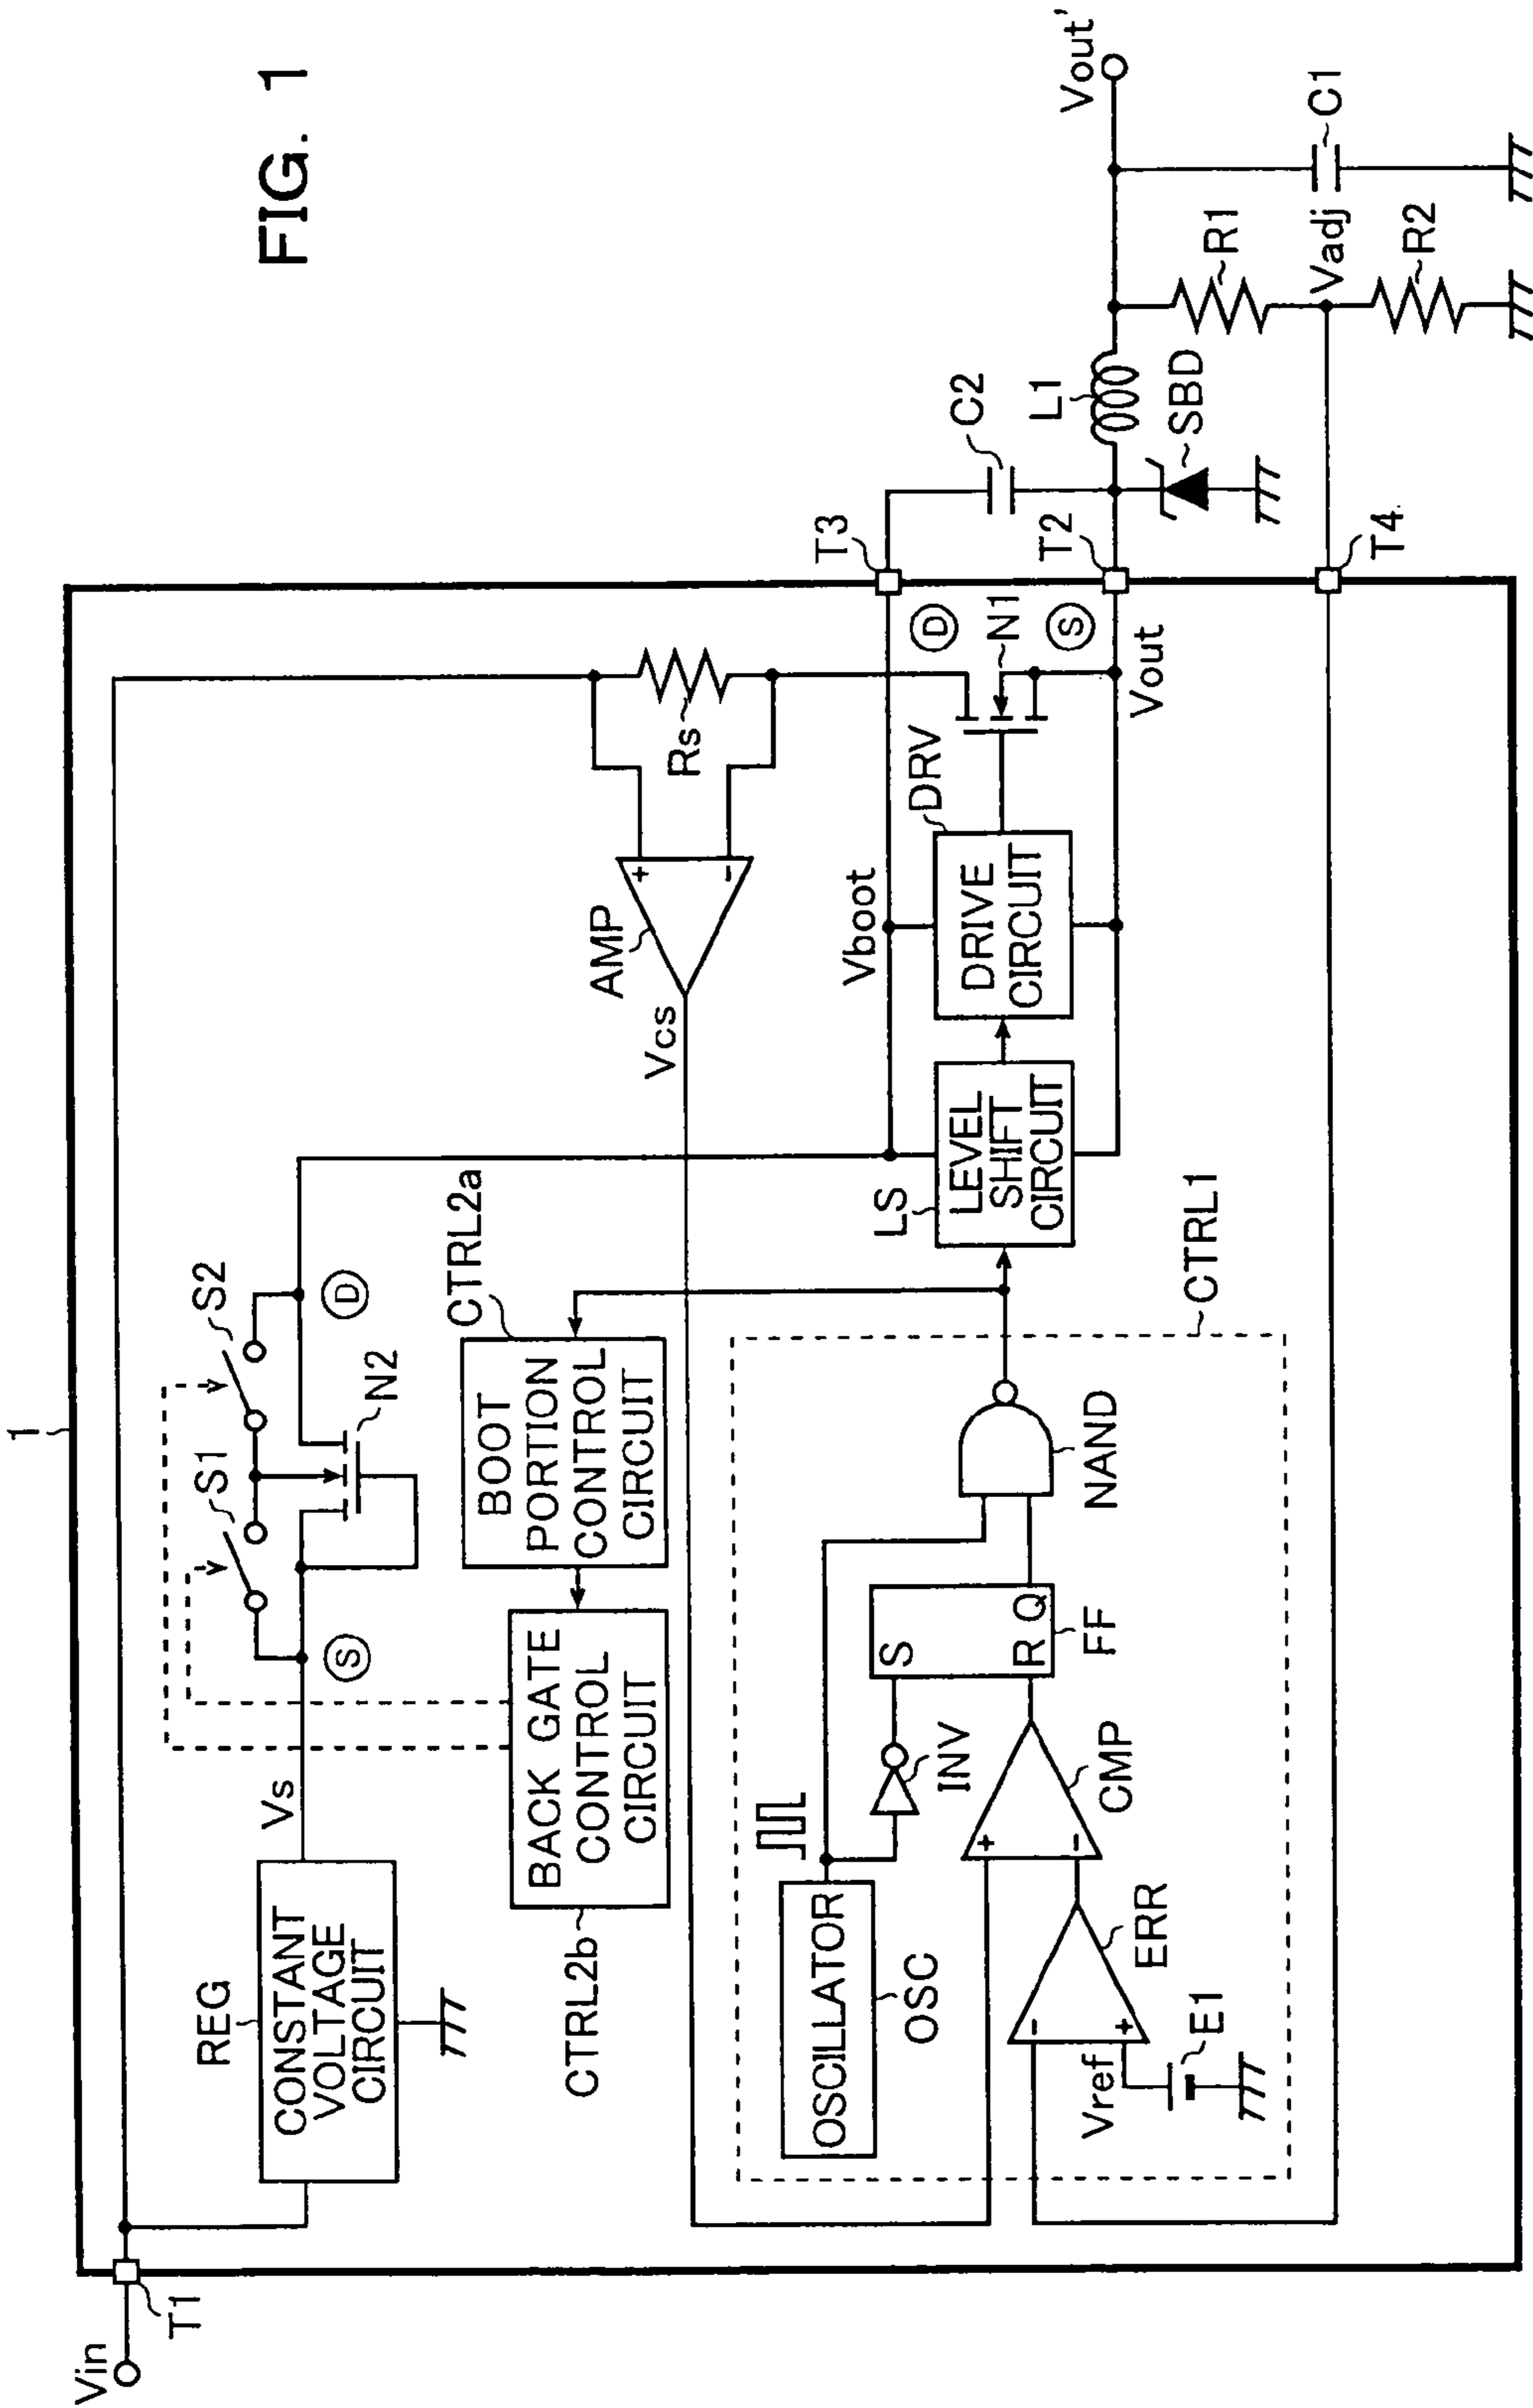 FIG. 1
1
Vin
T1
REG
CONSTANT
VOLTAGE
CIRCUIT
Vs
S
S1
S2
N2
D
BACK GATE
CONTROL
CIRCUIT
CTRL2b
BOOT
PORTION
CONTROL
CIRCUIT
CTRL2a
AMP
+
-
Vcs
Rs
OSCILLATOR
OSC
INV
S
R
Q
FF
NAND
Vref
E1
-
+
ERR
+
-
CMP
CTRL1
LS
LEVEL
SHIFT
CIRCUIT
Vboot
DRIVE
CIRCUIT
DRV
D
N1
S
Vout
T3
T2
T4
C2
L1
SBD
R1
Vadj
R2
C1
Vout'